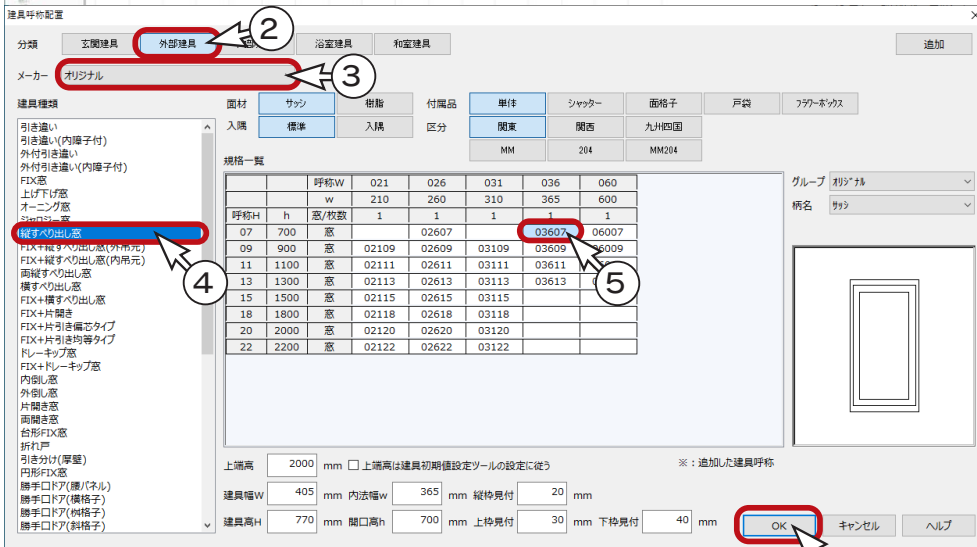 建具呼称配置
分類 玄関建具 外部建具 浴室建具 和室建具 追加
②
メーカー オリジナル
③
建具種類
引き違い
引き違い(内障子付)
外付引き違い
外付引き違い(内障子付)
FIX窓
上げ下げ窓
オーニング窓
ジャロジー窓
縦すべり出し窓
FIX+縦すべり出し窓(外吊元)
FIX+縦すべり出し窓(内吊元)
両縦すべり出し窓
横すべり出し窓
FIX+横すべり出し窓
FIX+片開き
FIX+片引き偏芯タイプ
FIX+片引き均等タイプ
ドレーキップ窓
FIX+ドレーキップ窓
内倒し窓
外倒し窓
片開き窓
両開き窓
台形FIX窓
折れ戸
引き分け(厚壁)
円形FIX窓
勝手口ドア(腰パネル)
勝手口ドア(横格子)
勝手口ドア(桝格子)
勝手口ドア(斜格子)
④
面材 サッシ 樹脂 付属品 単体 シャッター 面格子 戸袋 フラワーボックス
入隅 標準 入隅 区分 関東 関西 九州四国
MM 204 MM204
規格一覧
呼称W 021 026 031 036 060
w 210 260 310 365 600
呼称H h 窓/枚数 1 1 1 1 1
07 700 窓 02607 03607 06007
09 900 窓 02109 02609 03109 03609 06009
11 1100 窓 02111 02611 03111 03611
13 1300 窓 02113 02613 03113 03613
15 1500 窓 02115 02615 03115
18 1800 窓 02118 02618 03118
20 2000 窓 02120 02620 03120
22 2200 窓 02122 02622 03122
⑤
グループ オリジナル
柄名 サッシ
上端高 2000 mm 上端高は建具初期値設定ツールの設定に従う ※：追加した建具呼称
建具幅W 405 mm 内法幅w 365 mm 縦枠見付 20 mm
建具高H 770 mm 開口高h 700 mm 上枠見付 30 mm 下枠見付 40 mm
OK キャンセル ヘルプ